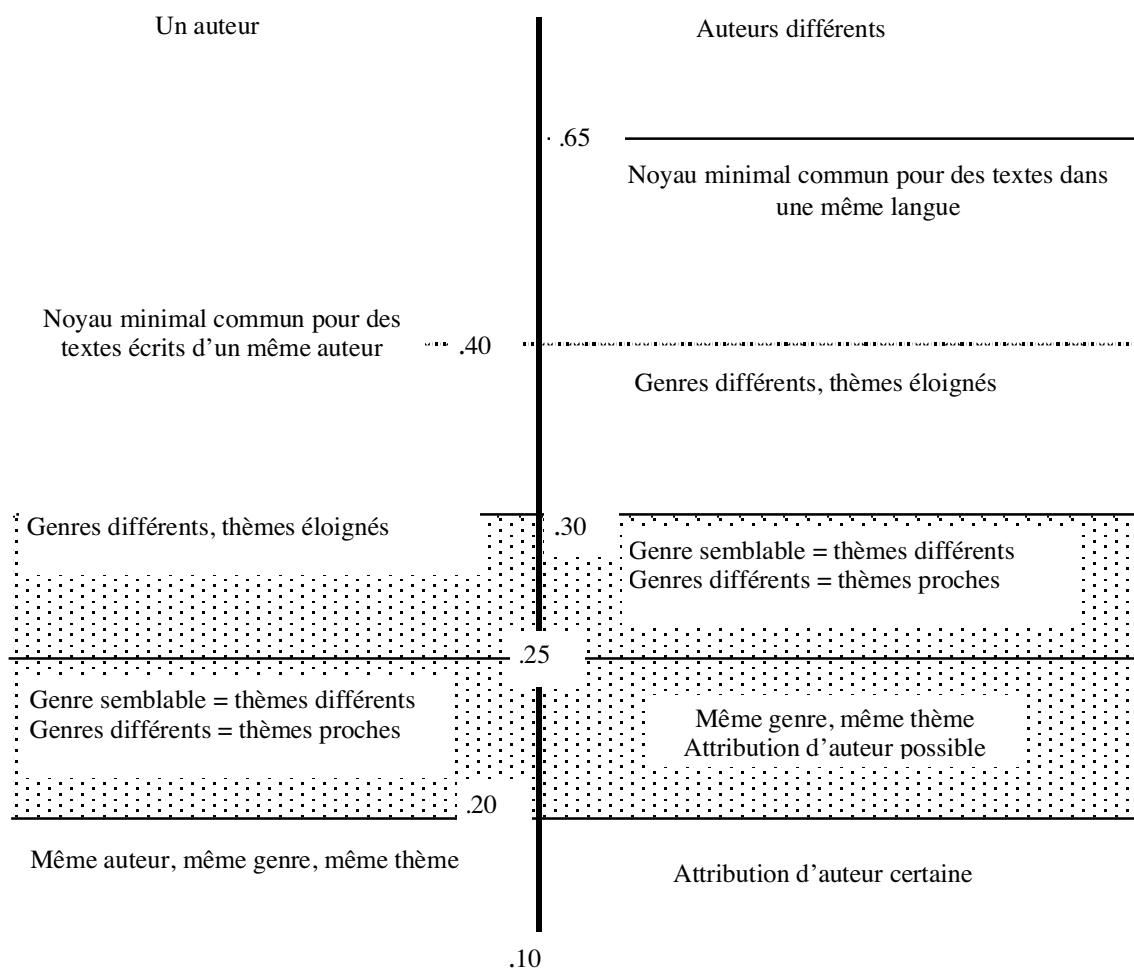 Un auteur
Auteurs différents
.65
Noyau minimal commun pour des textes dans
une même langue
Noyau minimal commun pour des
textes écrits d’un même auteur
.40
Genres différents, thèmes éloignés
Genres différents, thèmes éloignés
.30
Genre semblable = thèmes différents
Genres différents = thèmes proches
.25
Genre semblable = thèmes différents
Genres différents = thèmes proches
Même genre, même thème
Attribution d’auteur possible
.20
Même auteur, même genre, même thème
Attribution d’auteur certaine
.10